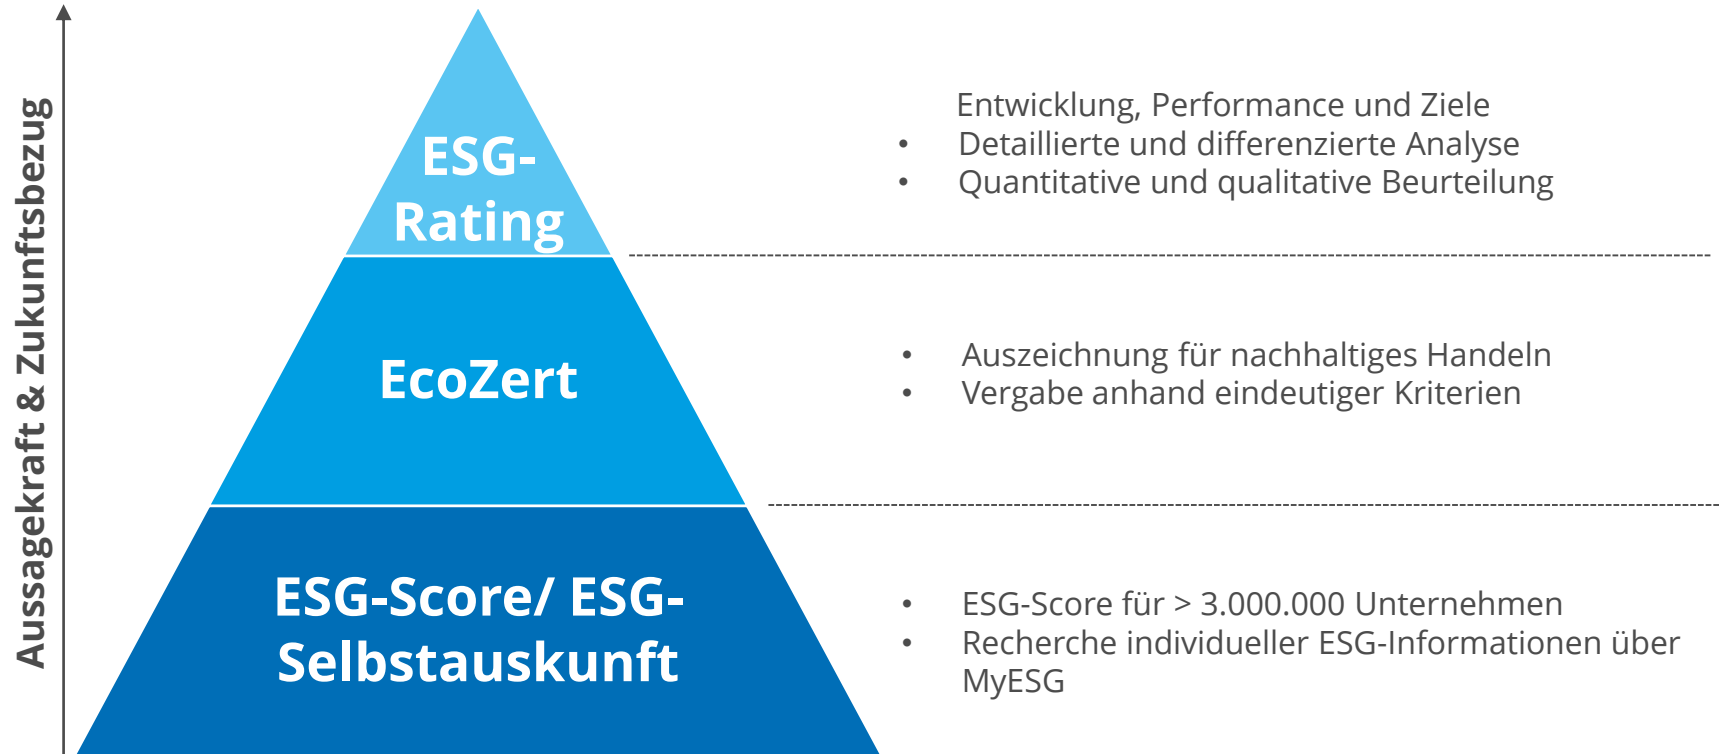 Aussagekraft & Zukunftsbezug
ESG-
Rating
Entwicklung, Performance und Ziele
• Detaillierte und differenzierte Analyse
• Quantitative und qualitative Beurteilung
EcoZert
• Auszeichnung für nachhaltiges Handeln
• Vergabe anhand eindeutiger Kriterien
ESG-Score/ ESG-
Selbstauskunft
• ESG-Score für > 3.000.000 Unternehmen
• Recherche individueller ESG-Informationen über
MyESG